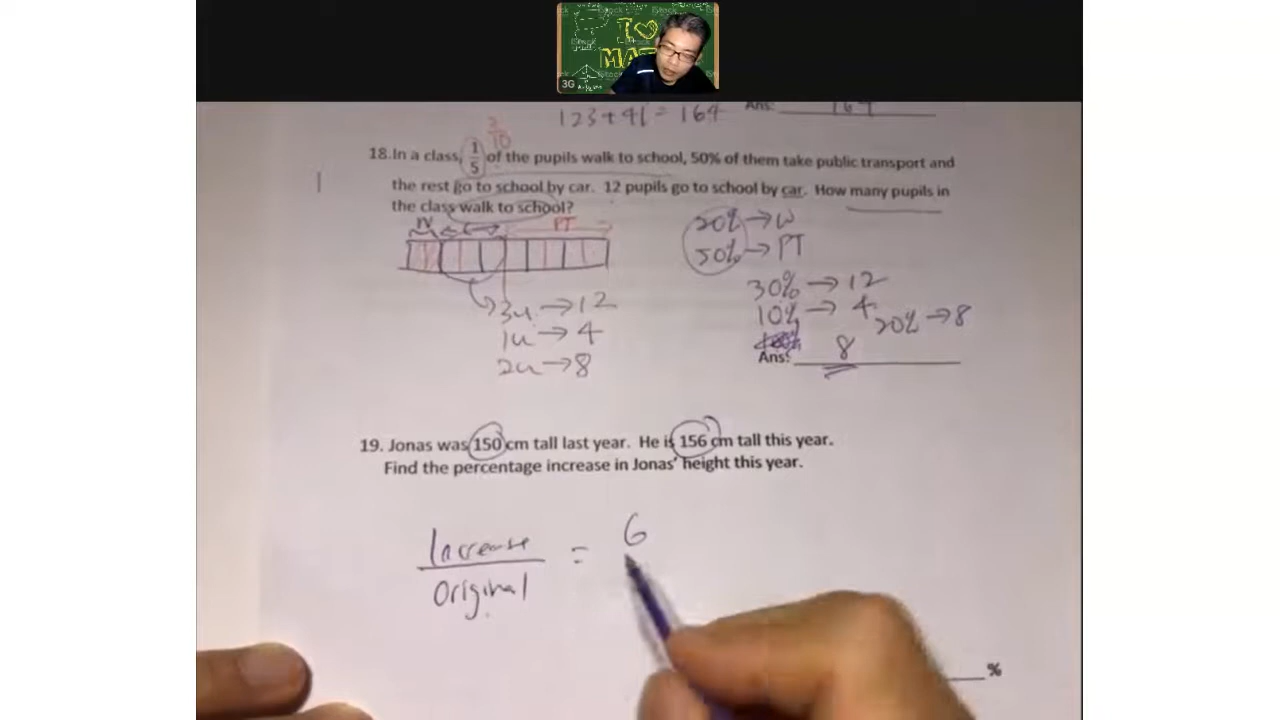 I ♡
MAT
3G
123+41=164
Ans: 164
2
10
18.In a class, 1/5 of the pupils walk to school, 50% of them take public transport and
the rest go to school by car. 12 pupils go to school by car. How many pupils in
the class walk to school?
W
PT
20% → W
50% → PT
3u → 12
1u → 4
2u → 8
30% → 12
10% → 4
20% → 8
Ans: 8
19. Jonas was 150 cm tall last year. He is 156 cm tall this year.
Find the percentage increase in Jonas' height this year.
Increase
Original
= 6
%